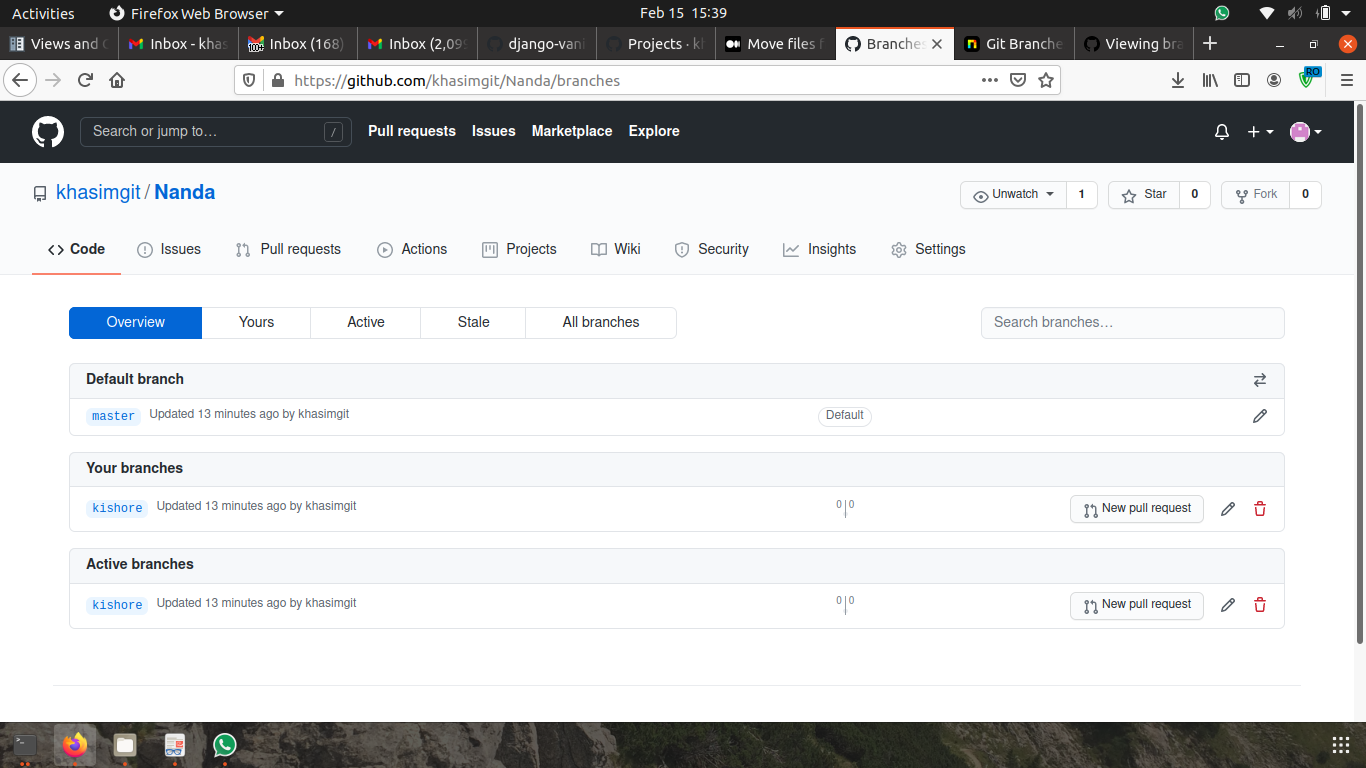 Activities Firefox Web Browser Feb 15 15:39
Views and Inbox - khas Inbox (168) Inbox (2,099 django-vani Projects · kh Move files f Branches Git Branche Viewing bra
https://github.com/khasimgit/Nanda/branches RO
Search or jump to… / Pull requests Issues Marketplace Explore
khasimgit / Nanda Unwatch 1 Star 0 Fork 0
Code Issues Pull requests Actions Projects Wiki Security Insights Settings
Overview Yours Active Stale All branches Search branches…
Default branch
master Updated 13 minutes ago by khasimgit Default
Your branches
kishore Updated 13 minutes ago by khasimgit 0 0 New pull request
Active branches
kishore Updated 13 minutes ago by khasimgit 0 0 New pull request